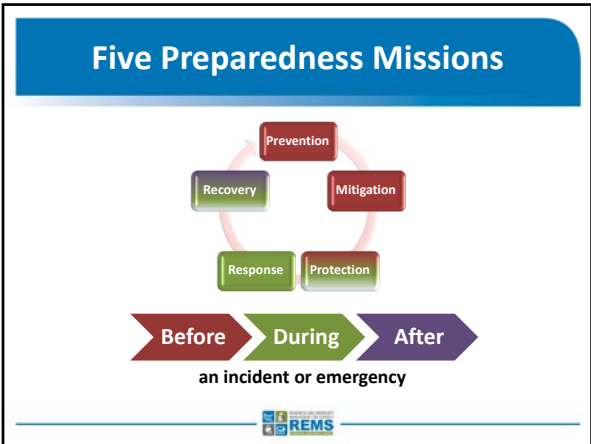 Five Preparedness Missions
Prevention
Mitigation
Protection
Response
Recovery
Before During After
an incident or emergency
REMS